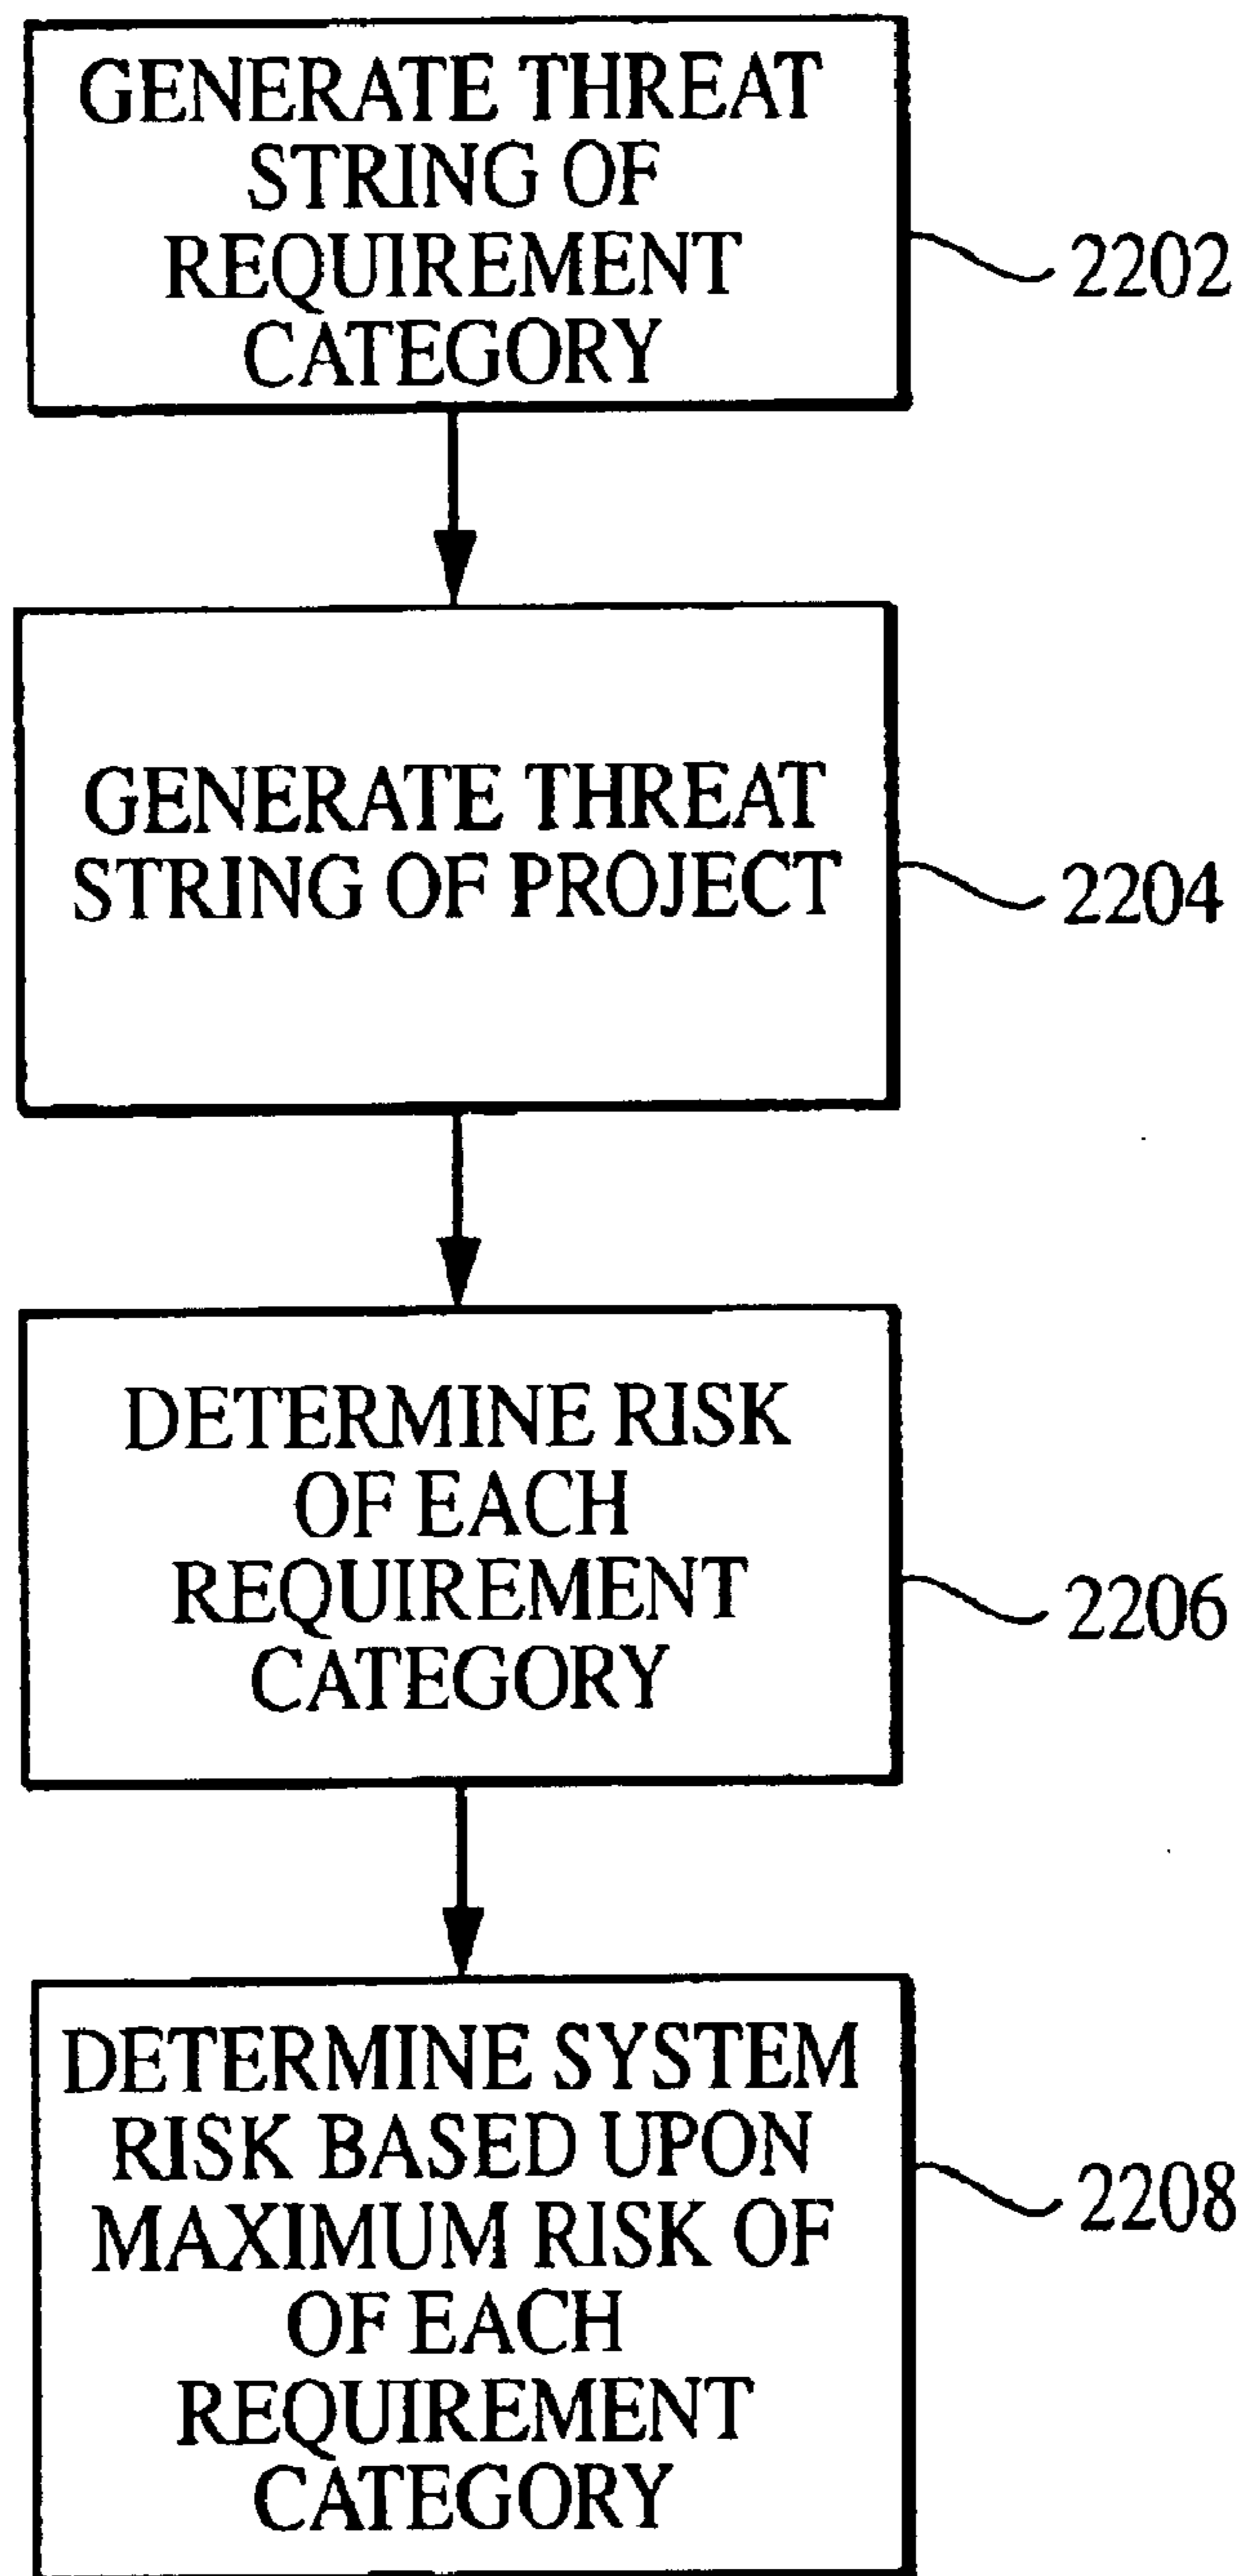 GENERATE THREAT
STRING OF
REQUIREMENT
CATEGORY
2202
GENERATE THREAT
STRING OF PROJECT
2204
DETERMINE RISK
OF EACH
REQUIREMENT
CATEGORY
2206
DETERMINE SYSTEM
RISK BASED UPON
MAXIMUM RISK OF
OF EACH
REQUIREMENT
CATEGORY
2208